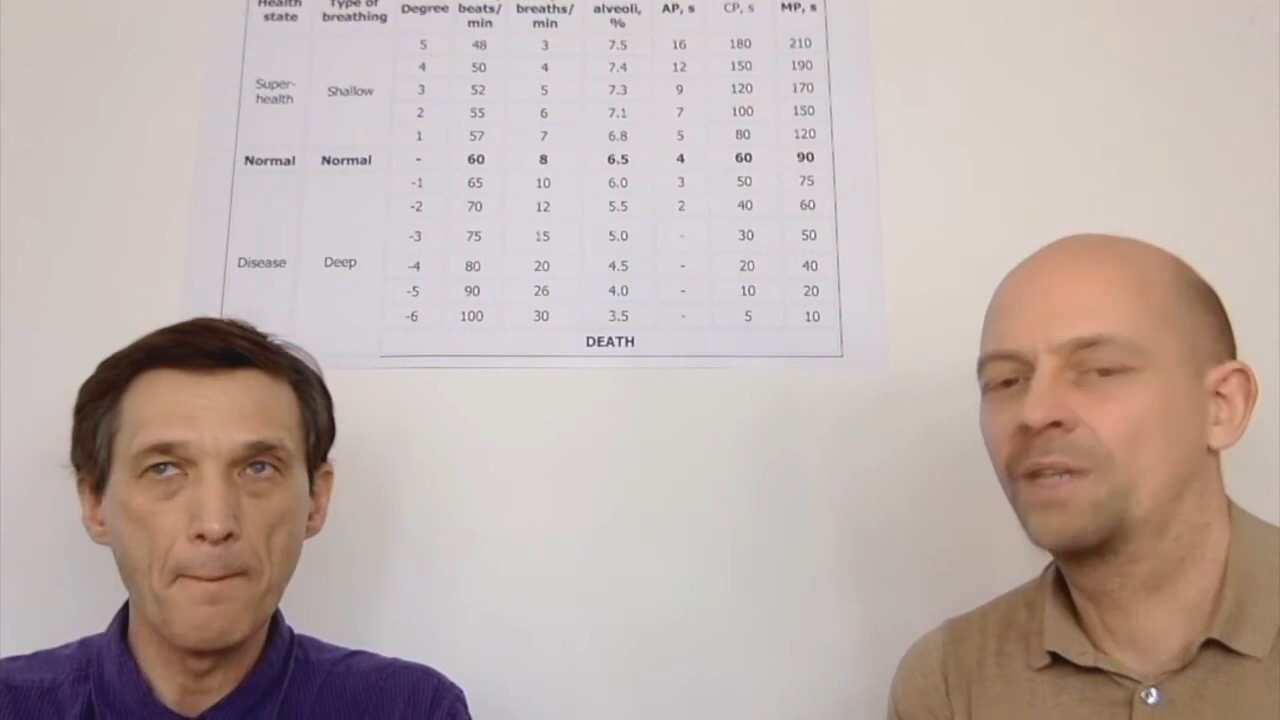 Health state Type of breathing Degree beats/ min breaths/ min alveoli, % AP, s CP, s MP, s
5 48 3 7.5 16 180 210
4 50 4 7.4 12 150 190
Super-health Shallow 3 52 5 7.3 9 120 170
2 55 6 7.1 7 100 150
1 57 7 6.8 5 80 120
Normal Normal - 60 8 6.5 4 60 90
-1 65 10 6.0 3 50 75
-2 70 12 5.5 2 40 60
-3 75 15 5.0 - 30 50
Disease Deep -4 80 20 4.5 - 20 40
-5 90 26 4.0 - 10 20
-6 100 30 3.5 - 5 10
DEATH